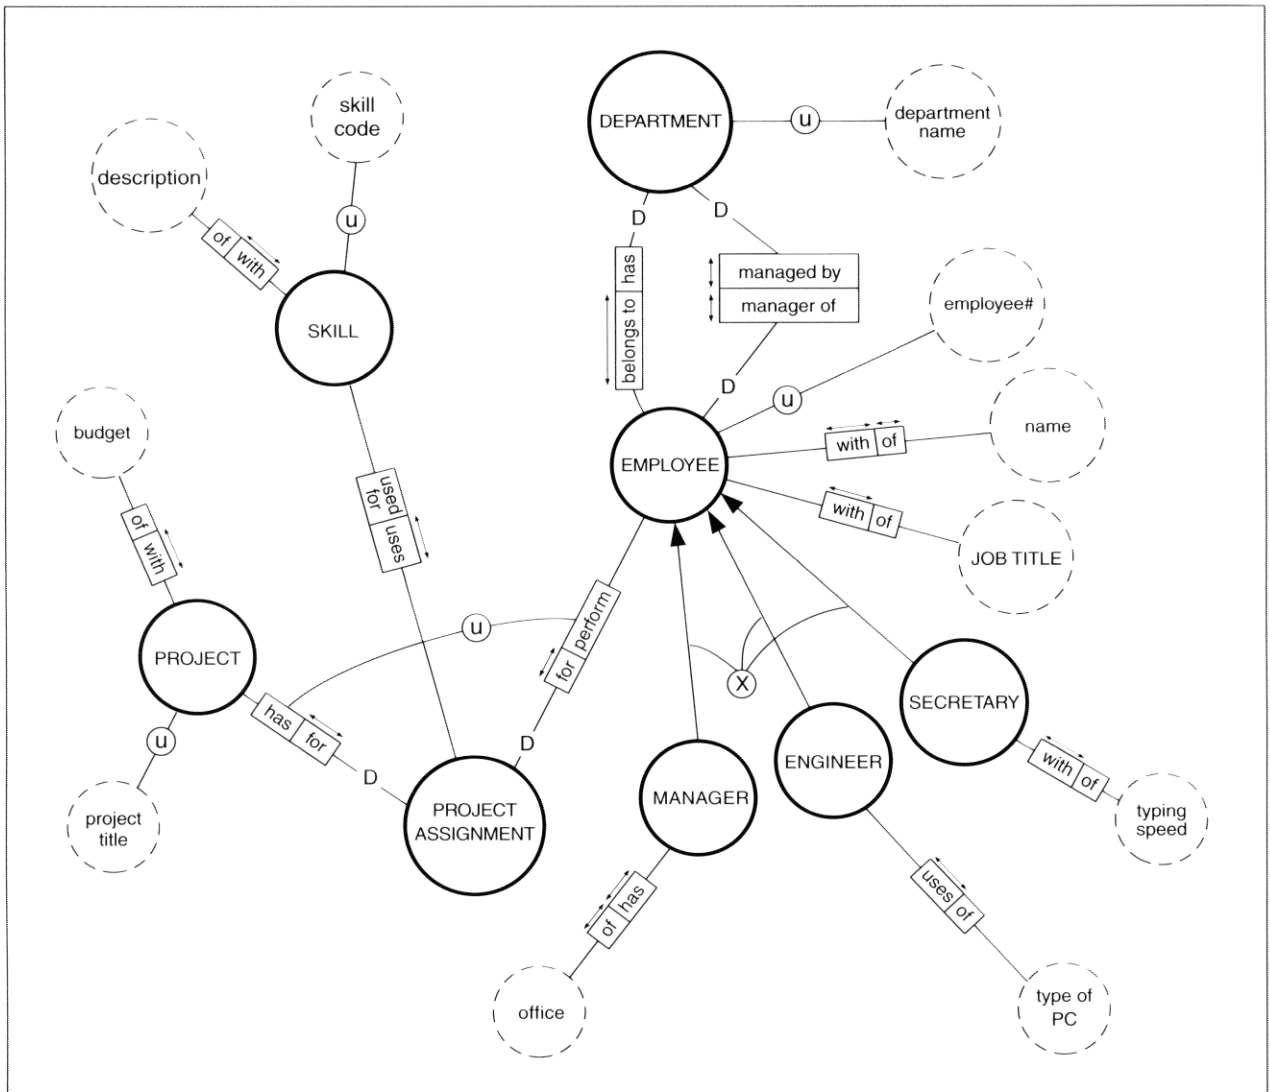 skill
code
DEPARTMENT
u
department
name
description
D
D
u
of
with
has
managed by
belongs to
manager of
employee#
SKILL
D
u
budget
with
of
name
EMPLOYEE
used
for
uses
with
of
JOB TITLE
of
with
perform
for
u
PROJECT
X
SECRETARY
has
for
u
D
D
ENGINEER
with
of
MANAGER
PROJECT
ASSIGNMENT
project
title
typing
speed
has
of
uses
of
office
type of
PC